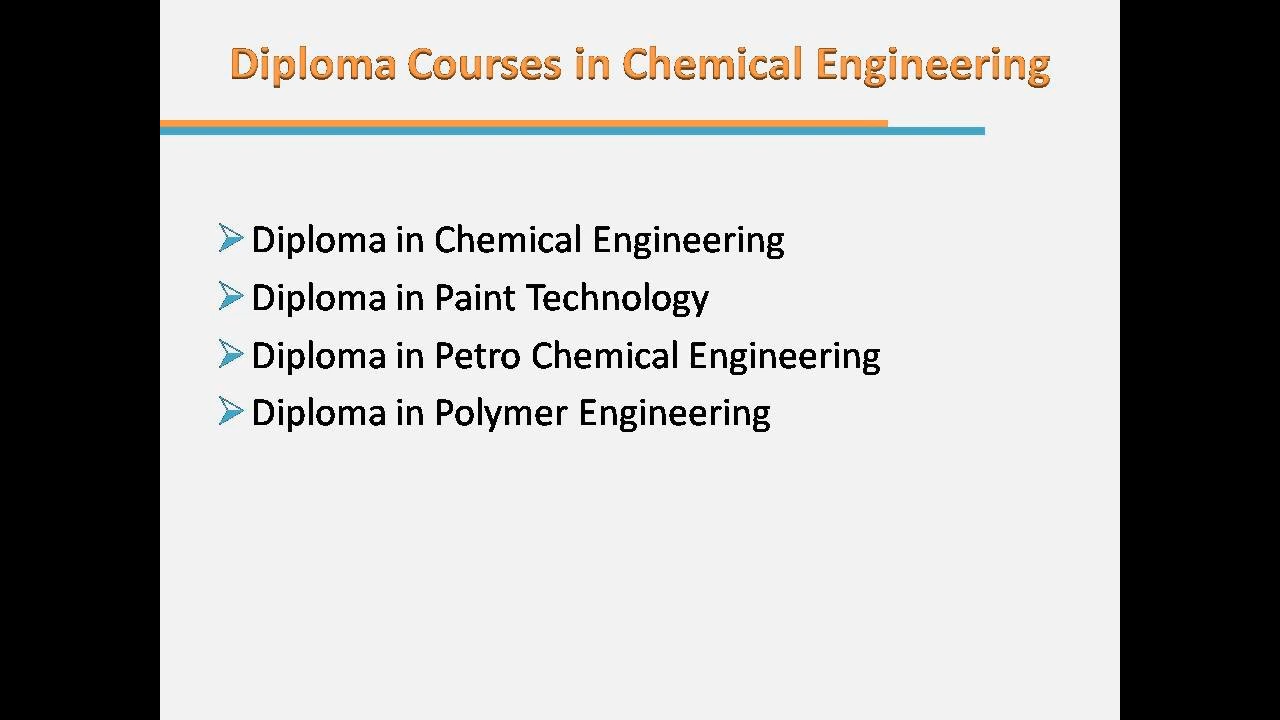 Diploma Courses in Chemical Engineering
Diploma in Chemical Engineering
Diploma in Paint Technology
Diploma in Petro Chemical Engineering
Diploma in Polymer Engineering